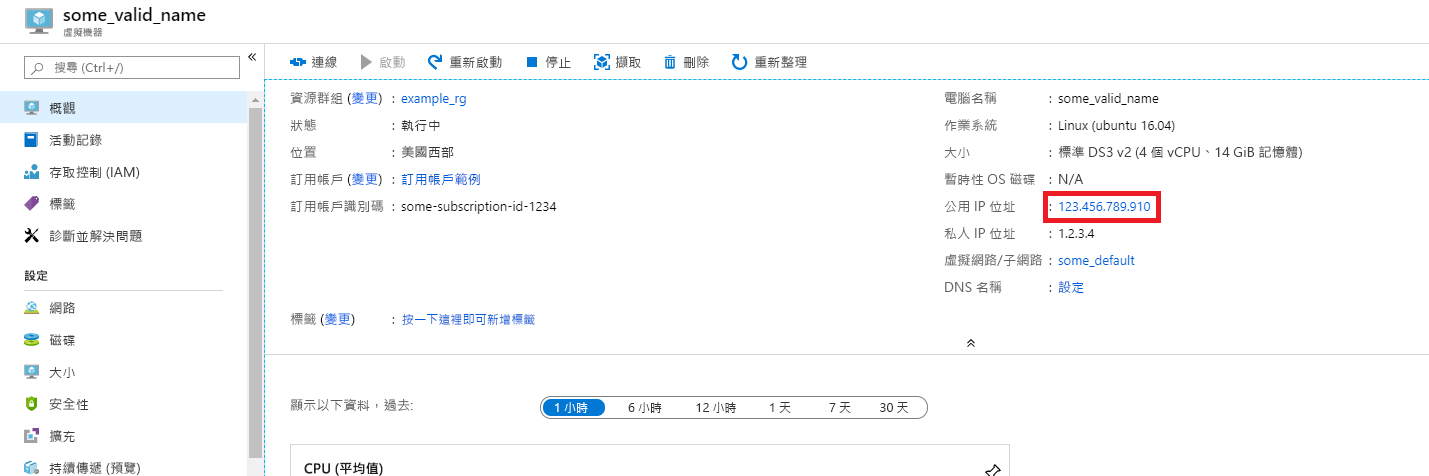 some_valid_name
虛擬機器
搜尋 (Ctrl+/)
概觀
活動記錄
存取控制 (IAM)
標籤
診斷並解決問題
設定
網路
磁碟
大小
安全性
擴充
持續傳遞 (預覽)
連線 啟動 重新啟動 停止 擷取 刪除 重新整理
資源群組 (變更) : example_rg
狀態 : 執行中
位置 : 美國西部
訂用帳戶 (變更) : 訂用帳戶範例
訂用帳戶識別碼 : some-subscription-id-1234
標籤 (變更) : 按一下這裡即可新增標籤
電腦名稱 : some_valid_name
作業系統 : Linux (ubuntu 16.04)
大小 : 標準 DS3 v2 (4 個 vCPU、14 GiB 記憶體)
暫時性 OS 磁碟 : N/A
公用 IP 位址 : 123.456.789.910
私人 IP 位址 : 1.2.3.4
虛擬網路/子網路 : some_default
DNS 名稱 : 設定
顯示以下資料，過去: 1 小時 6 小時 12 小時 1 天 7 天 30 天
CPU (平均值)